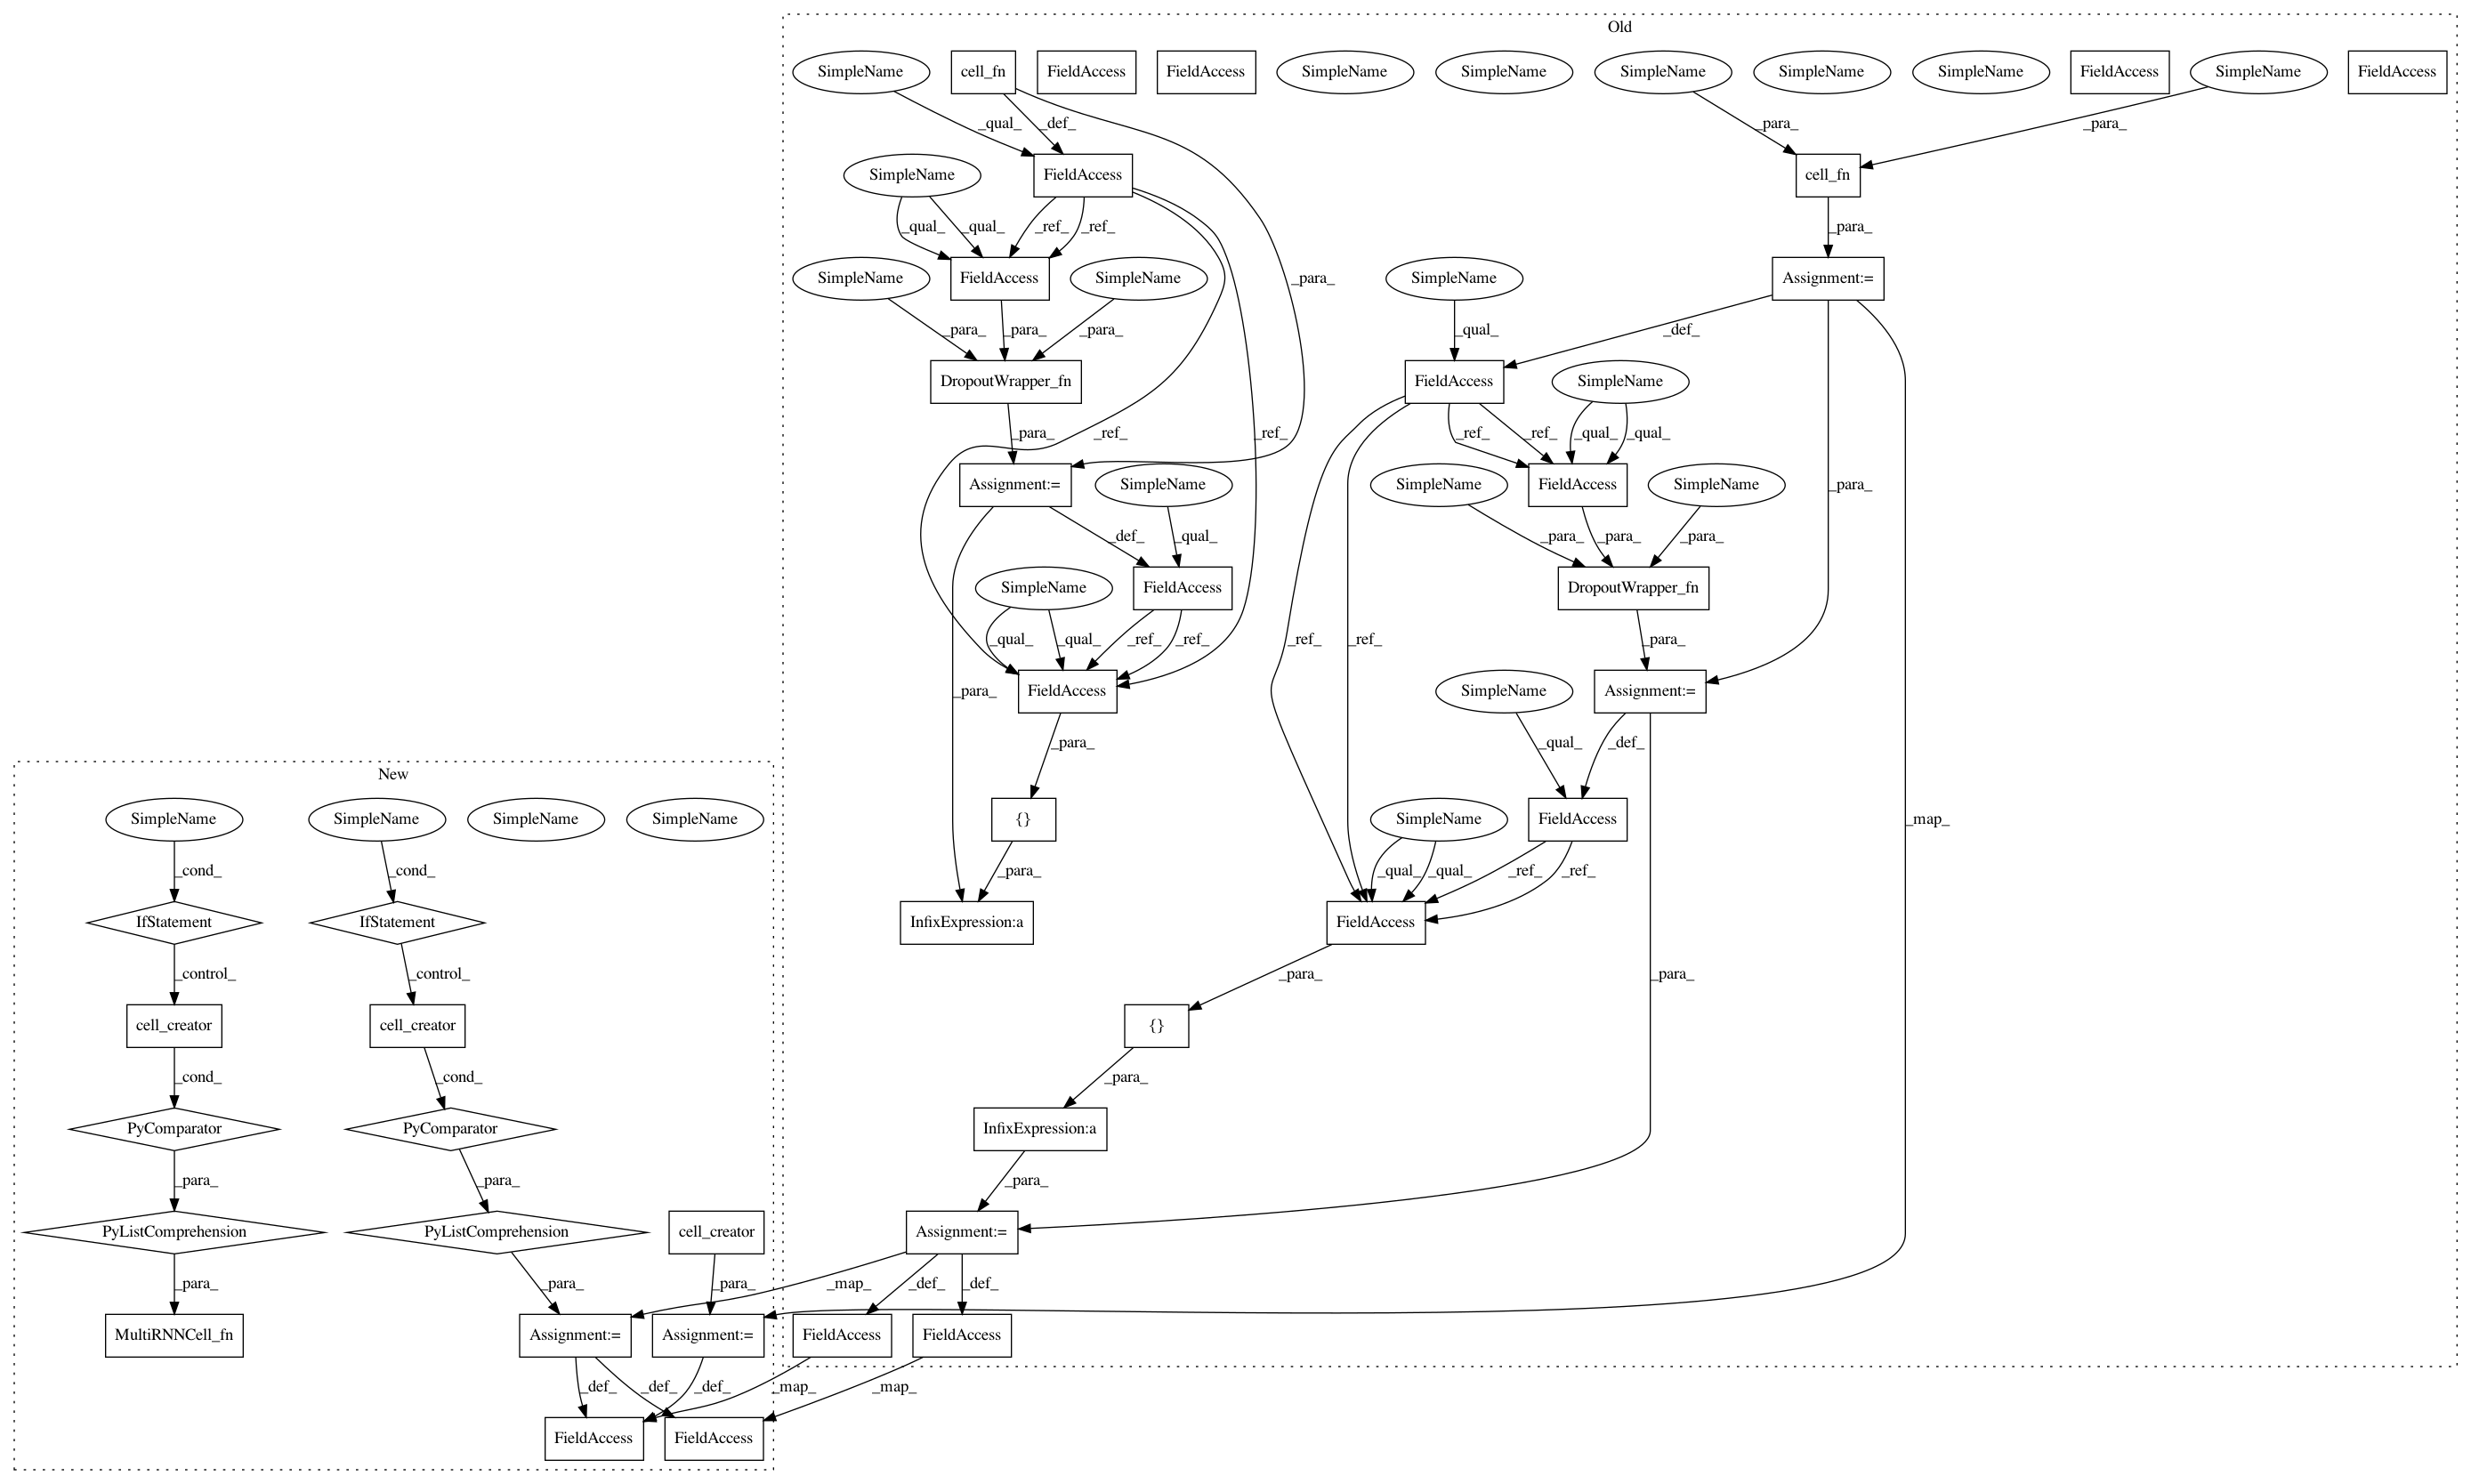 Old
SimpleName
cell_fn
FieldAccess
FieldAccess
SimpleName
SimpleName
SimpleName
SimpleName
SimpleName
FieldAccess
SimpleName
FieldAccess
_qual_
_def_
_para_
_para_
SimpleName
FieldAccess
cell_fn
_qual_
_qual_
_ref_
_ref_
_para_
SimpleName
FieldAccess
SimpleName
_para_
SimpleName
Assignment:=
_para_
_para_
_para_
_qual_
_def_
DropoutWrapper_fn
FieldAccess
SimpleName
_para_
_ref_
_ref_
_ref_
_ref_
_qual_
_qual_
Assignment:=
SimpleName
SimpleName
FieldAccess
SimpleName
_para_
_def_
_qual_
_para_
_para_
_para_
SimpleName
FieldAccess
DropoutWrapper_fn
_qual_
_qual_
_ref_
_ref_
_ref_
_ref_
_para_
_para_
FieldAccess
SimpleName
Assignment:=
_para_
_qual_
_def_
New
SimpleName
SimpleName
SimpleName
SimpleName
{}
SimpleName
FieldAccess
_map_
_cond_
_cond_
_para_
_qual_
_qual_
_ref_
_ref_
IfStatement
IfStatement
InfixExpression:a
FieldAccess
_control_
_control_
_para_
_para_
cell_creator
cell_creator
{}
_cond_
_cond_
_para_
PyComparator
PyComparator
InfixExpression:a
_para_
_para_
_para_
PyListComprehension
PyListComprehension
cell_creator
Assignment:=
_para_
_para_
_para_
_map_
_def_
_def_
MultiRNNCell_fn
Assignment:=
Assignment:=
FieldAccess
FieldAccess
_def_
_def_
_def_
_map_
_map_
FieldAccess
FieldAccess